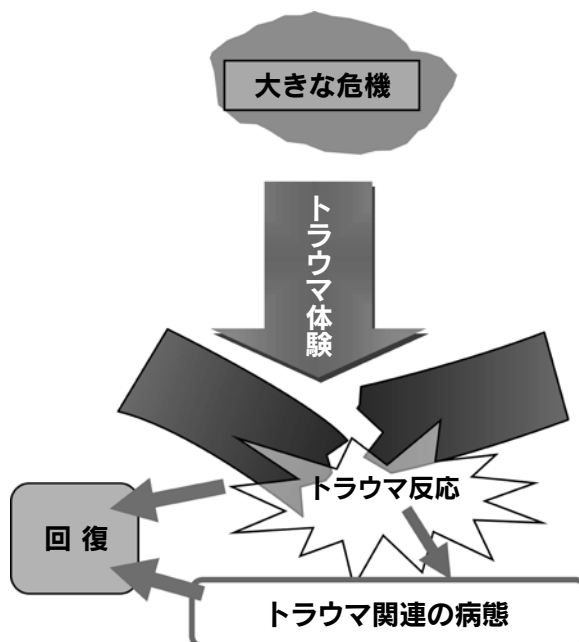 大きな危機
トラウマ体験
トラウマ反応
回 復
トラウマ関連の病態